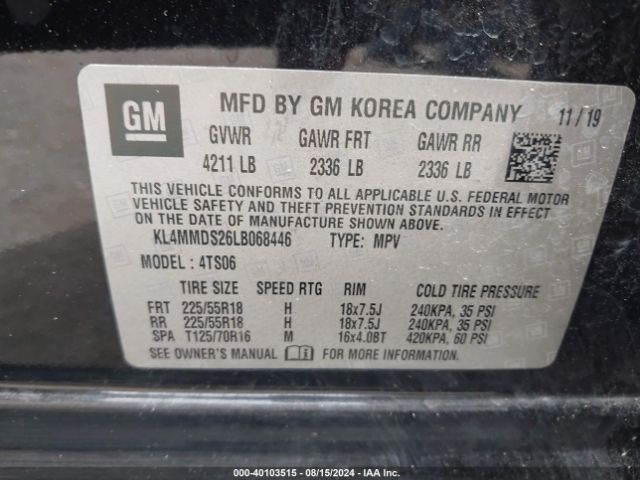 GM
MFD BY GM KOREA COMPANY 11/19
GVWR GAWR FRT GAWR RR
4211 LB 2336 LB 2336 LB
THIS VEHICLE CONFORMS TO ALL APPLICABLE U.S. FEDERAL MOTOR
VEHICLE SAFETY AND THEFT PREVENTION STANDARDS IN EFFECT
ON THE DATE OF MANUFACTURE SHOWN ABOVE.
KL4MMDS26LB068446 TYPE: MPV
MODEL: 4TS06
TIRE SIZE SPEED RTG RIM COLD TIRE PRESSURE
FRT 225/55R18 H 18x7.5J 240KPA, 35 PSI
RR 225/55R18 H 18x7.5J 240KPA, 35 PSI
SPA T125/70R16 M 16x4.0BT 420KPA, 60 PSI
SEE OWNER'S MANUAL i FOR MORE INFORMATION.
000-40103515 - 08/15/2024 - IAA Inc.